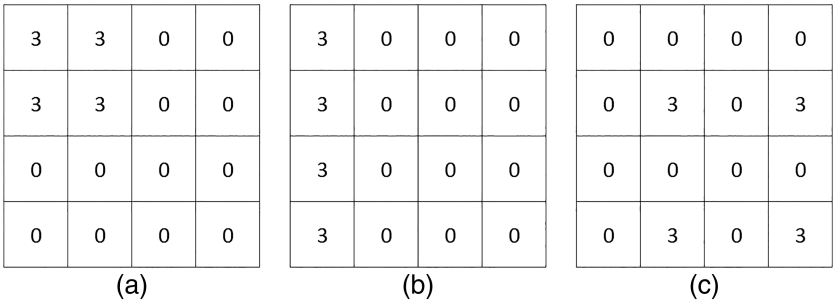 3 3 0 0 3 0 0 0 0 0 0 0
3 3 0 0 3 0 0 0 0 3 0 3
0 0 0 0 3 0 0 0 0 0 0 0
0 0 0 0 3 0 0 0 0 3 0 3
(a) (b) (c)